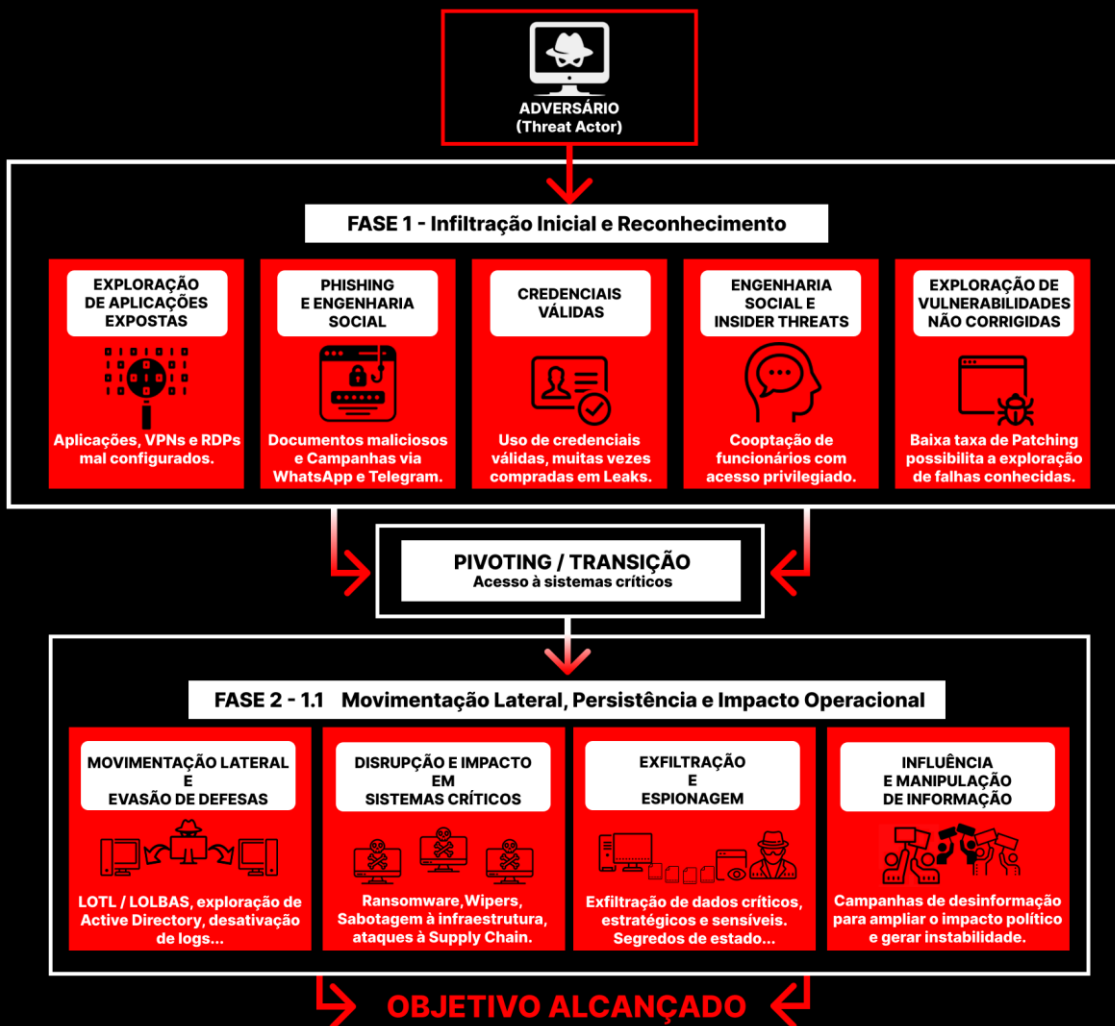 ADVERSÁRIO
(Threat Actor)
FASE 1 - Infiltração Inicial e Reconhecimento
EXPLORAÇÃO
DE APLICAÇÕES
EXPOSTAS
Aplicações, VPNs e RDPs
mal configurados.
PHISHING
E ENGENHARIA
SOCIAL
Documentos maliciosos
e Campanhas via
WhatsApp e Telegram.
CREDENCIAIS
VÁLIDAS
Uso de credenciais
válidas, muitas vezes
compradas em Leaks.
ENGENHARIA
SOCIAL E
INSIDER THREATS
Cooptação de
funcionários com
acesso privilegiado.
EXPLORAÇÃO DE
VULNERABILIDADES
NÃO CORRIGIDAS
Baixa taxa de Patching
possibilita a exploração
de falhas conhecidas.
PIVOTING / TRANSIÇÃO
Acesso à sistemas críticos
FASE 2 - 1.1 Movimentação Lateral, Persistência e Impacto Operacional
MOVIMENTAÇÃO LATERAL
E
EVASÃO DE DEFESAS
LOTL / LOLBAS, exploração de
Active Directory, desativação
de logs...
DISRUPÇÃO E IMPACTO
EM
SISTEMAS CRÍTICOS
Ransomware,Wipers,
Sabotagem à infraestrutura,
ataques à Supply Chain.
EXFILTRAÇÃO
E
ESPIONAGEM
Exfiltração de dados críticos,
estratégicos e sensíveis.
Segredos de estado...
INFLUÊNCIA
E MANIPULAÇÃO
DE INFORMAÇÃO
Campanhas de desinformação
para ampliar o impacto político
e gerar instabilidade.
OBJETIVO ALCANÇADO